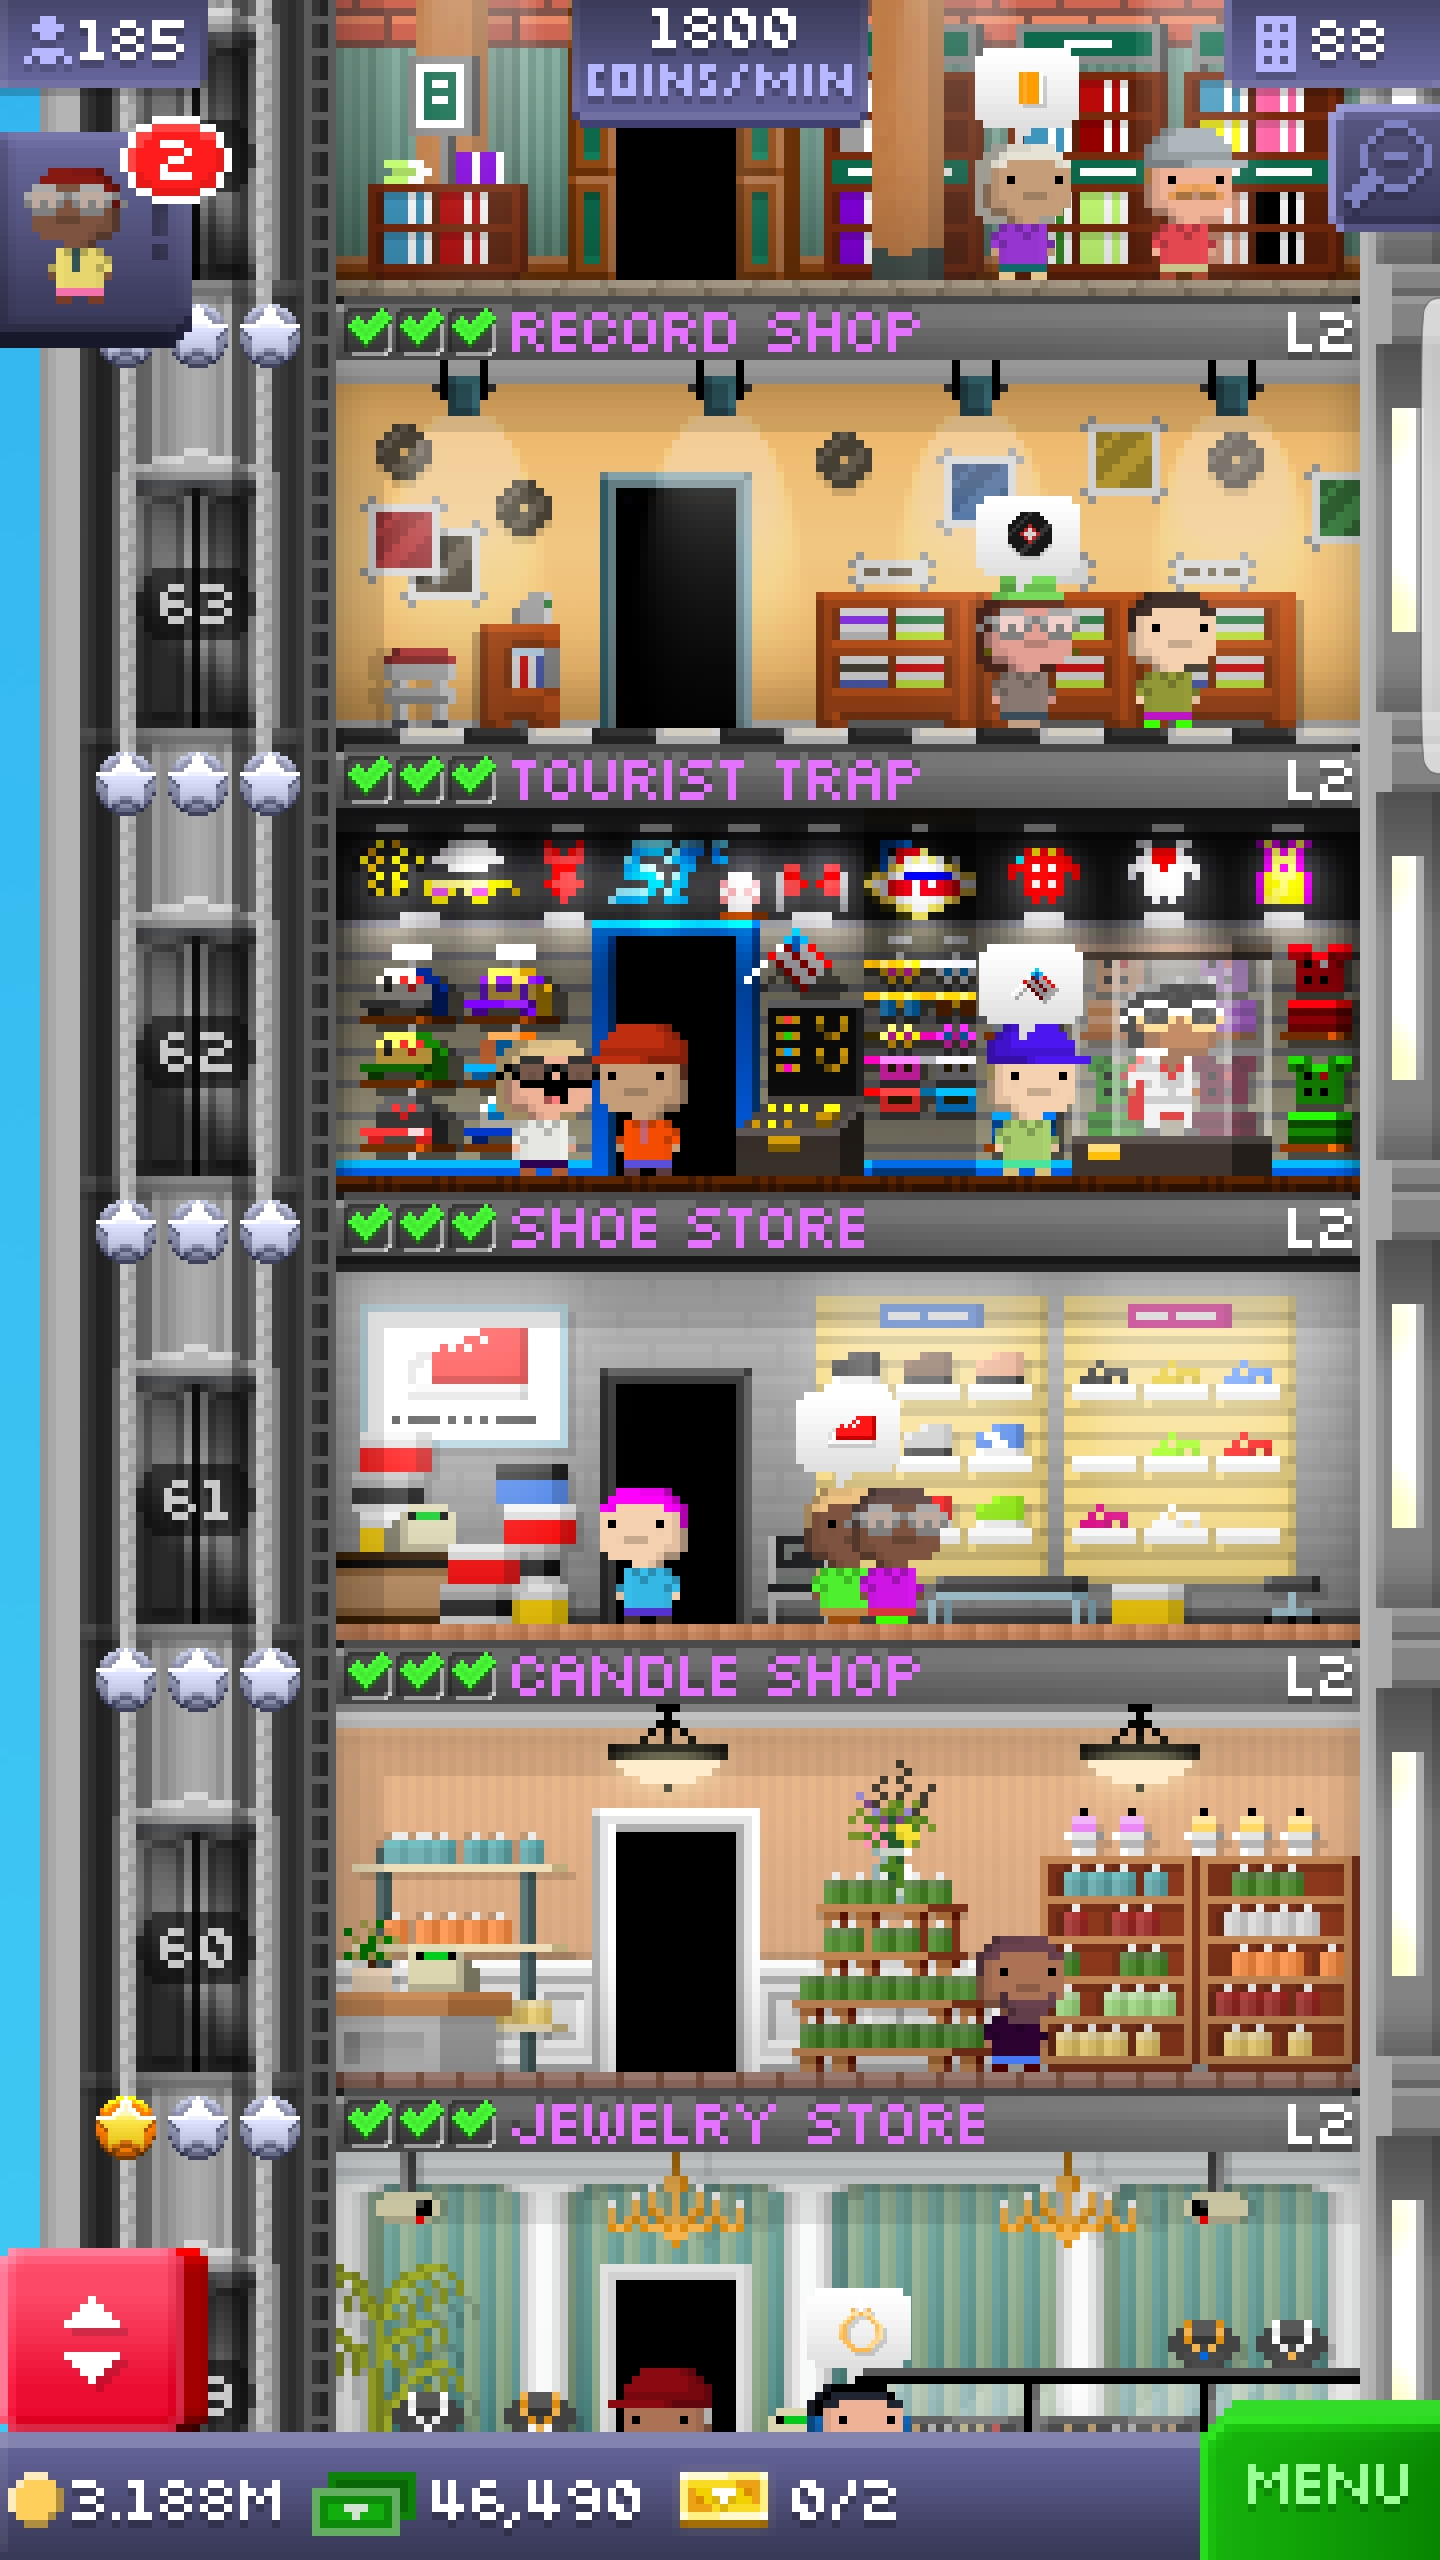 185
1800
COINS/MIN
88
2
8
RECORD SHOP L2
63
TOURIST TRAP L2
62
SHOE STORE L2
61
CANDLE SHOP L2
60
JEWELRY STORE L2
3.188M
46,490
0/2
MENU